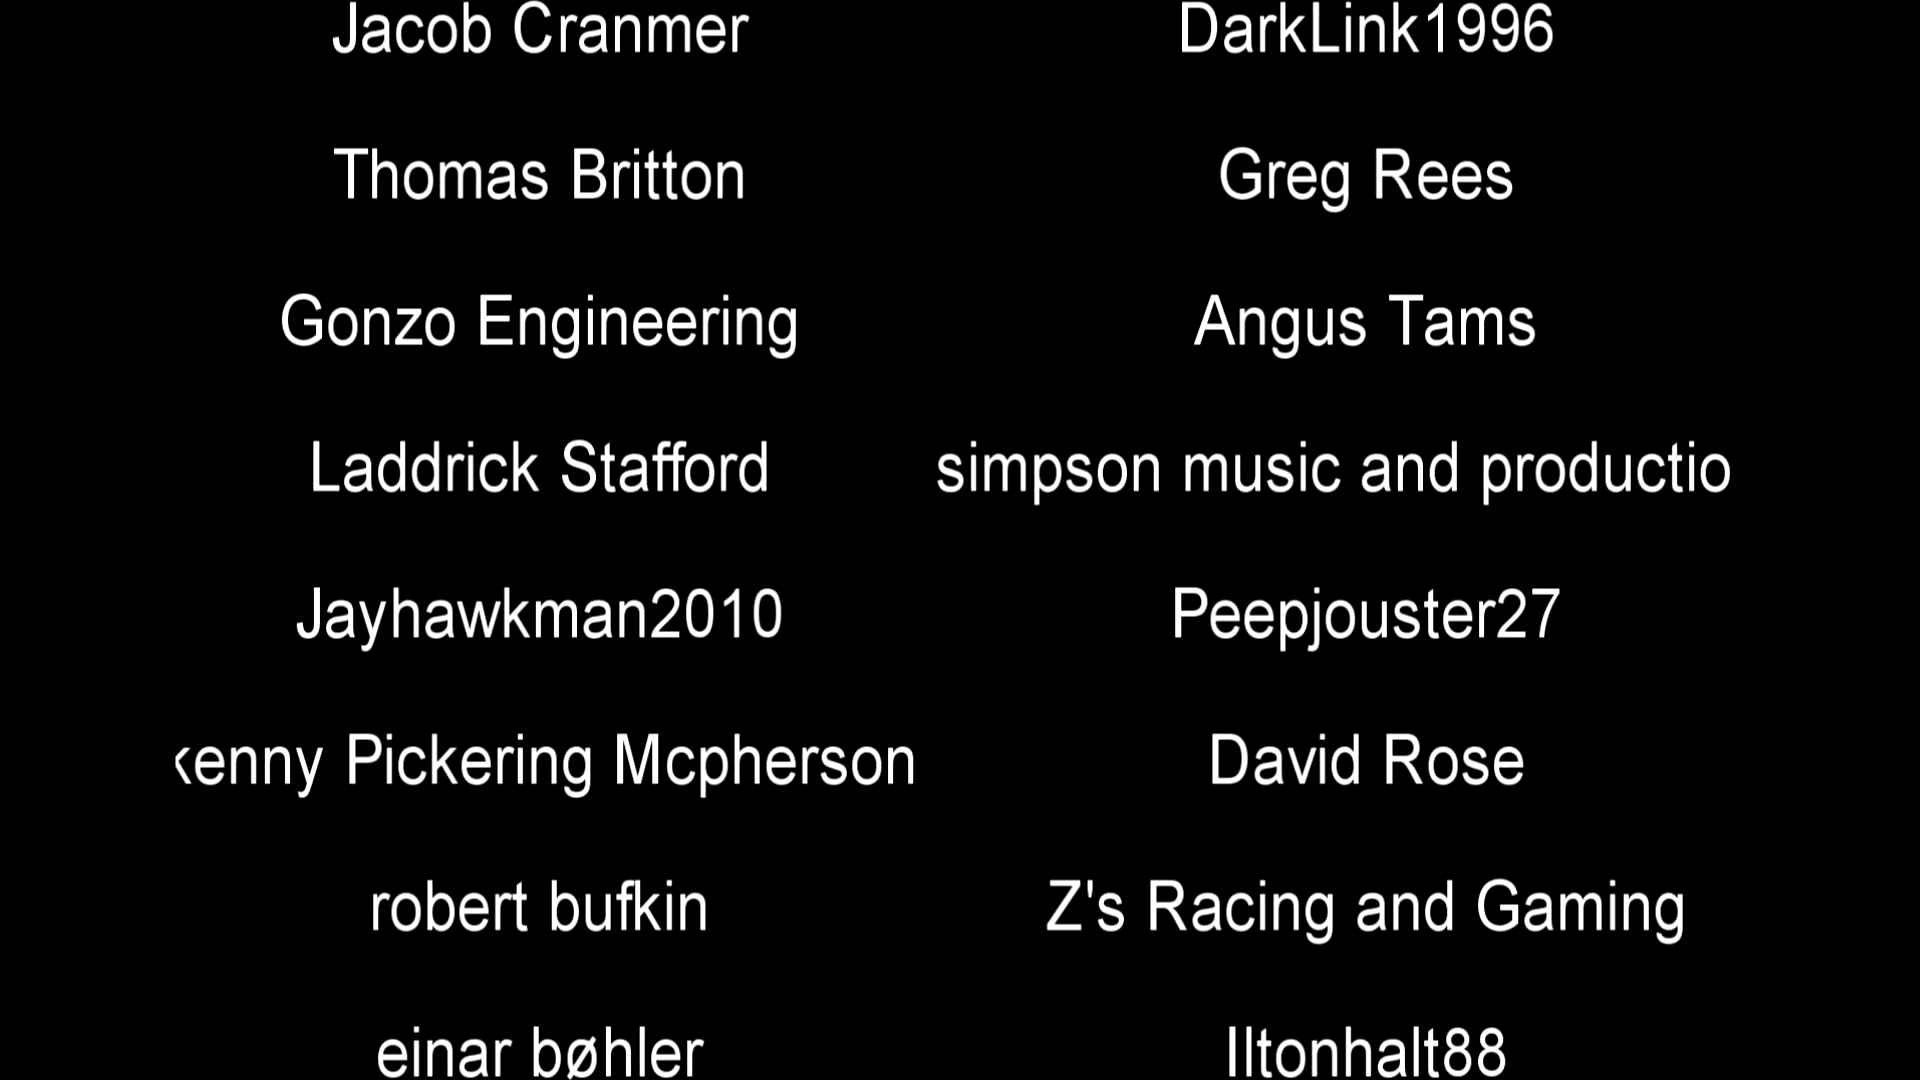 Jacob Cranmer DarkLink1996
Thomas Britton Greg Rees
Gonzo Engineering Angus Tams
Laddrick Stafford simpson music and productio
Jayhawkman2010 Peepjouster27
kenny Pickering Mcpherson David Rose
robert bufkin Z's Racing and Gaming
einar bøhler Iltonhalt88